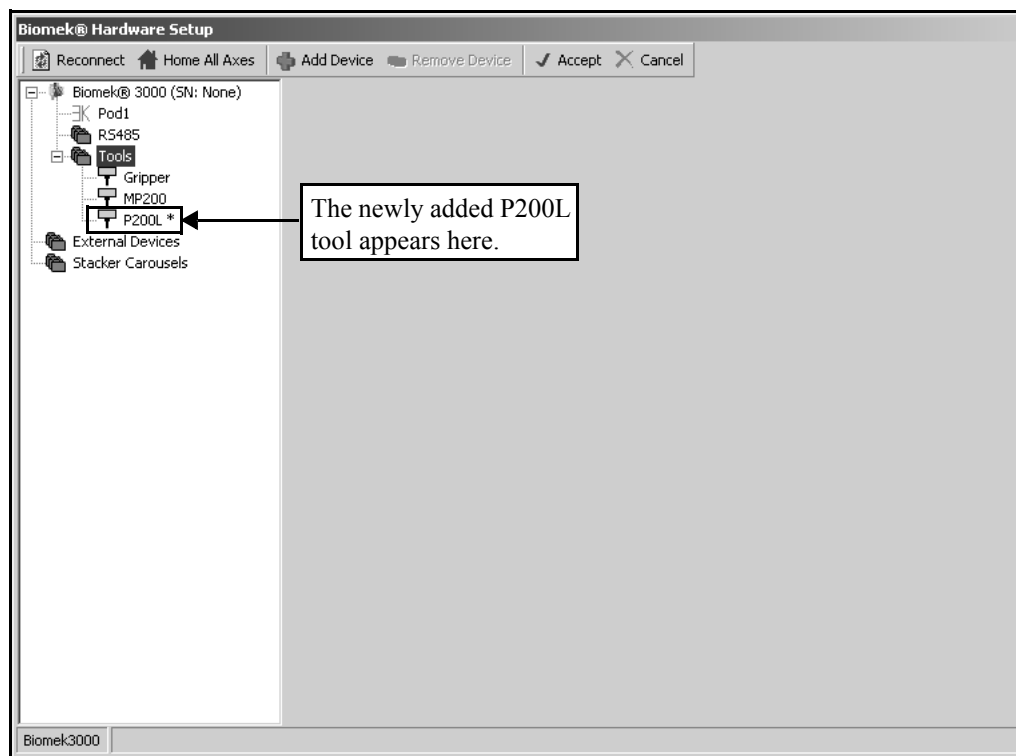 Biomek® Hardware Setup
Reconnect Home All Axes Add Device Remove Device Accept Cancel
Biomek® 3000 (SN: None)
Pod1
RS485
Tools
Gripper
MP200
P200L *
External Devices
Stacker Carousels
The newly added P200L
tool appears here.
Biomek3000